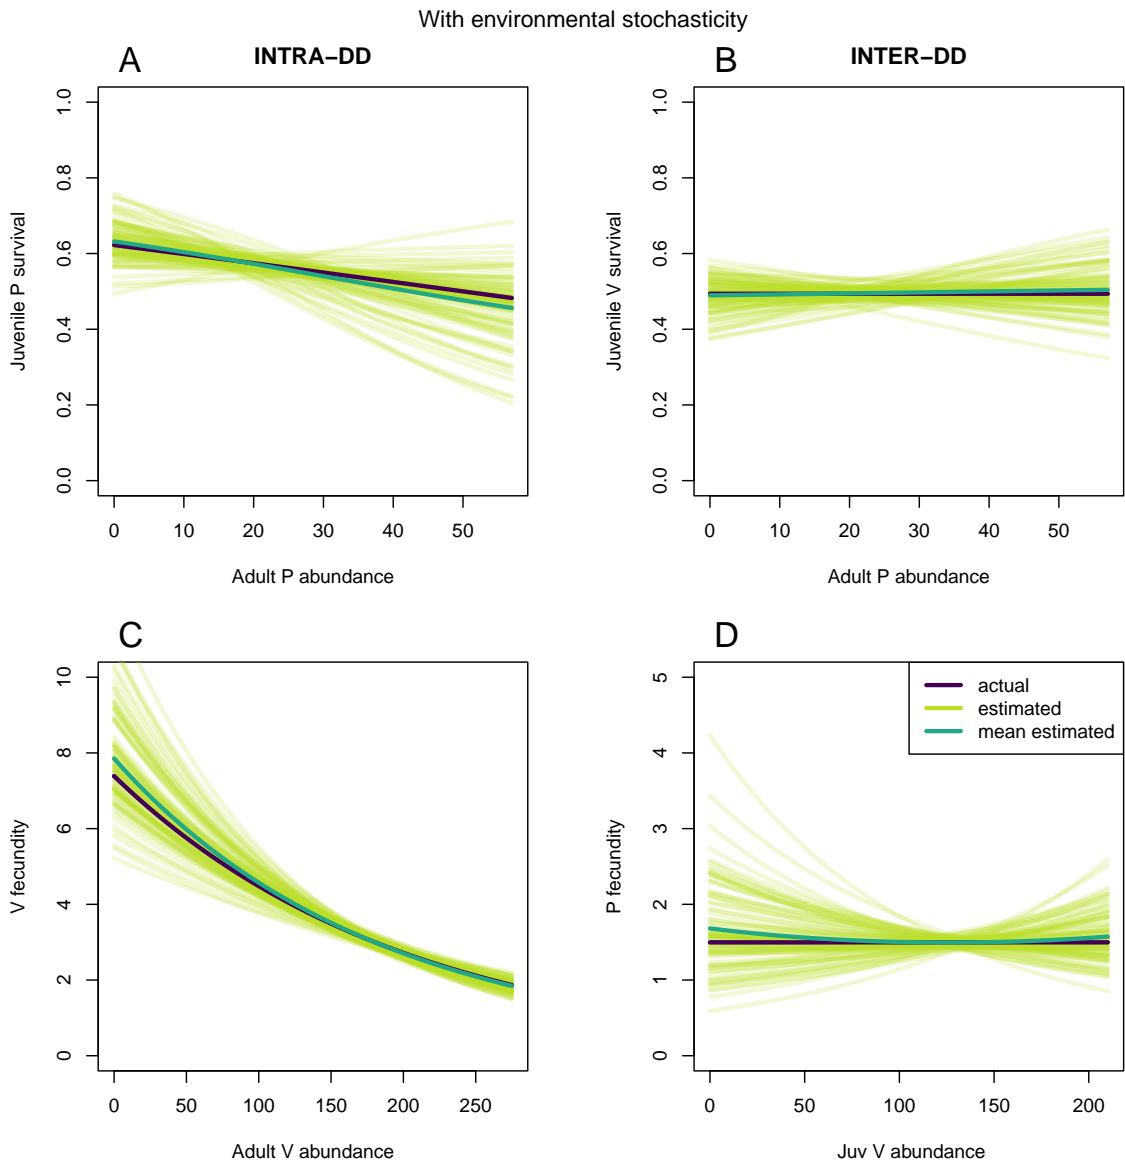 With environmental stochasticity
A
INTRA−DD
B
INTER−DD
Juvenile P survival
0.0
0.2
0.4
0.6
0.8
1.0
0 10 20 30 40 50
Adult P abundance
Juvenile V survival
0.0
0.2
0.4
0.6
0.8
1.0
0 10 20 30 40 50
Adult P abundance
C
V fecundity
0
2
4
6
8
10
0 50 100 150 200 250
Adult V abundance
D
P fecundity
0
1
2
3
4
5
actual
estimated
mean estimated
0 50 100 150 200
Juv V abundance